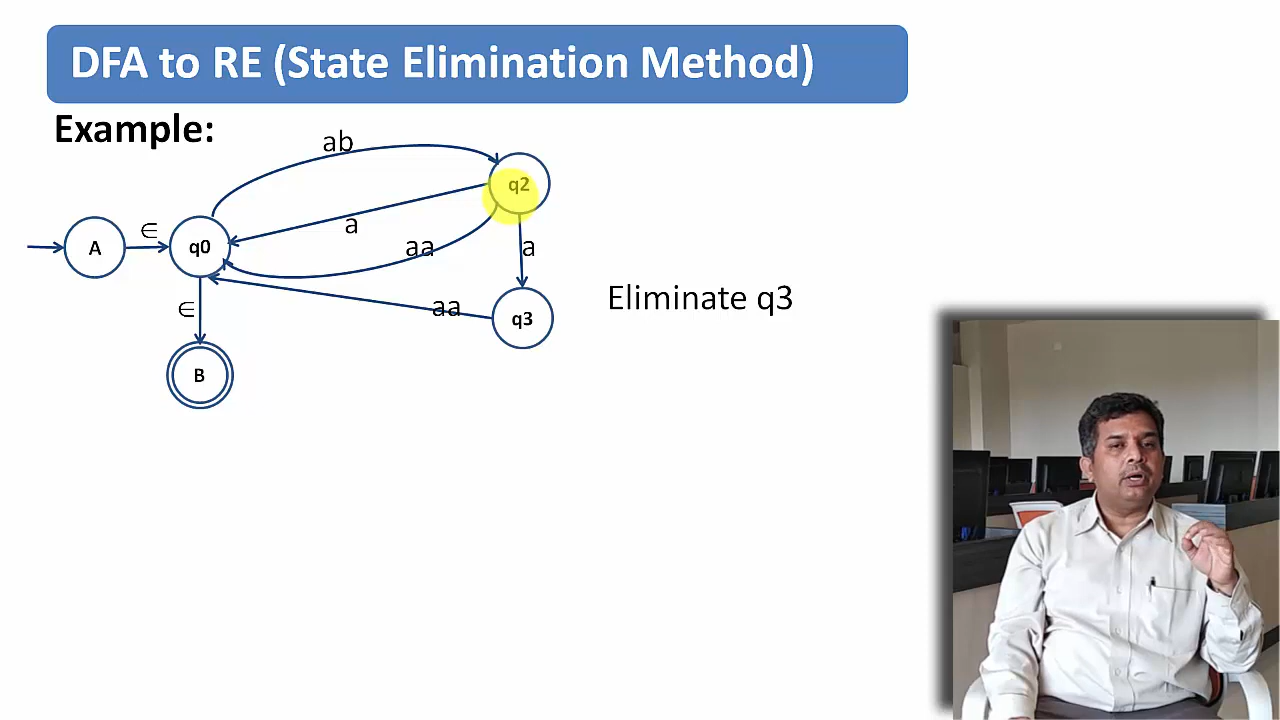 DFA to RE (State Elimination Method)
Example:
ab
q2
a
∈
A
q0
aa
a
∈
aa
q3
Eliminate q3
B